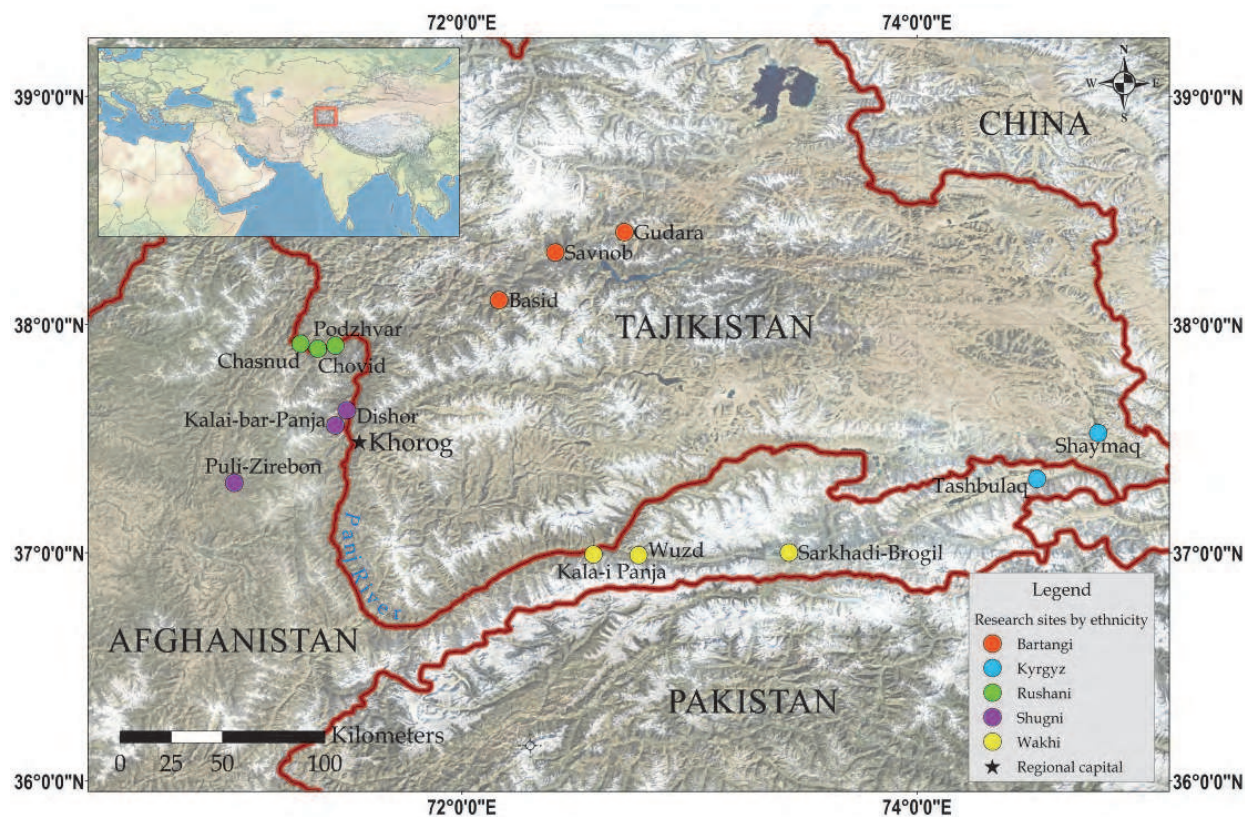 72°0'0"E
74°0'0"E
39°0'0"N
39°0'0"N
N
W
E
S
CHINA
Gudara
Savnob
Basid
38°0'0"N
38°0'0"N
TAJIKISTAN
Podzhvar
Chasnud
Chovid
Kalai-bar-Panja
Dishor
Khorog
Puli-Zirebon
Shaymaq
Tashbulaq
Panj River
37°0'0"N
37°0'0"N
Wuzd
Kala-i Panja
Sarkhadi-Brogil
AFGHANISTAN
PAKISTAN
Legend
Research sites by ethnicity
Bartangi
Kyrgyz
Rushani
Shugni
Wakhi
Regional capital
Kilometers
0 25 50 100
36°0'0"N
36°0'0"N
72°0'0"E
74°0'0"E